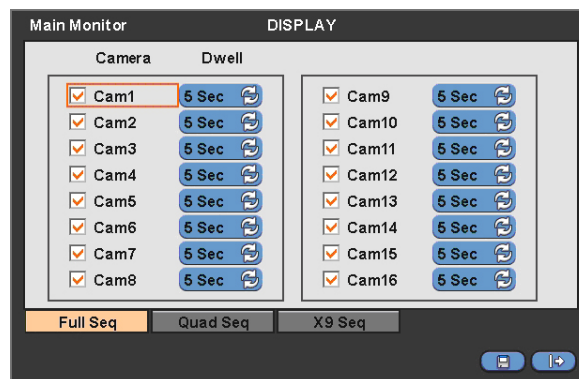 Main Monitor DISPLAY
Camera Dwell
Cam1 5 Sec Cam9 5 Sec
Cam2 5 Sec Cam10 5 Sec
Cam3 5 Sec Cam11 5 Sec
Cam4 5 Sec Cam12 5 Sec
Cam5 5 Sec Cam13 5 Sec
Cam6 5 Sec Cam14 5 Sec
Cam7 5 Sec Cam15 5 Sec
Cam8 5 Sec Cam16 5 Sec
Full Seq Quad Seq X9 Seq